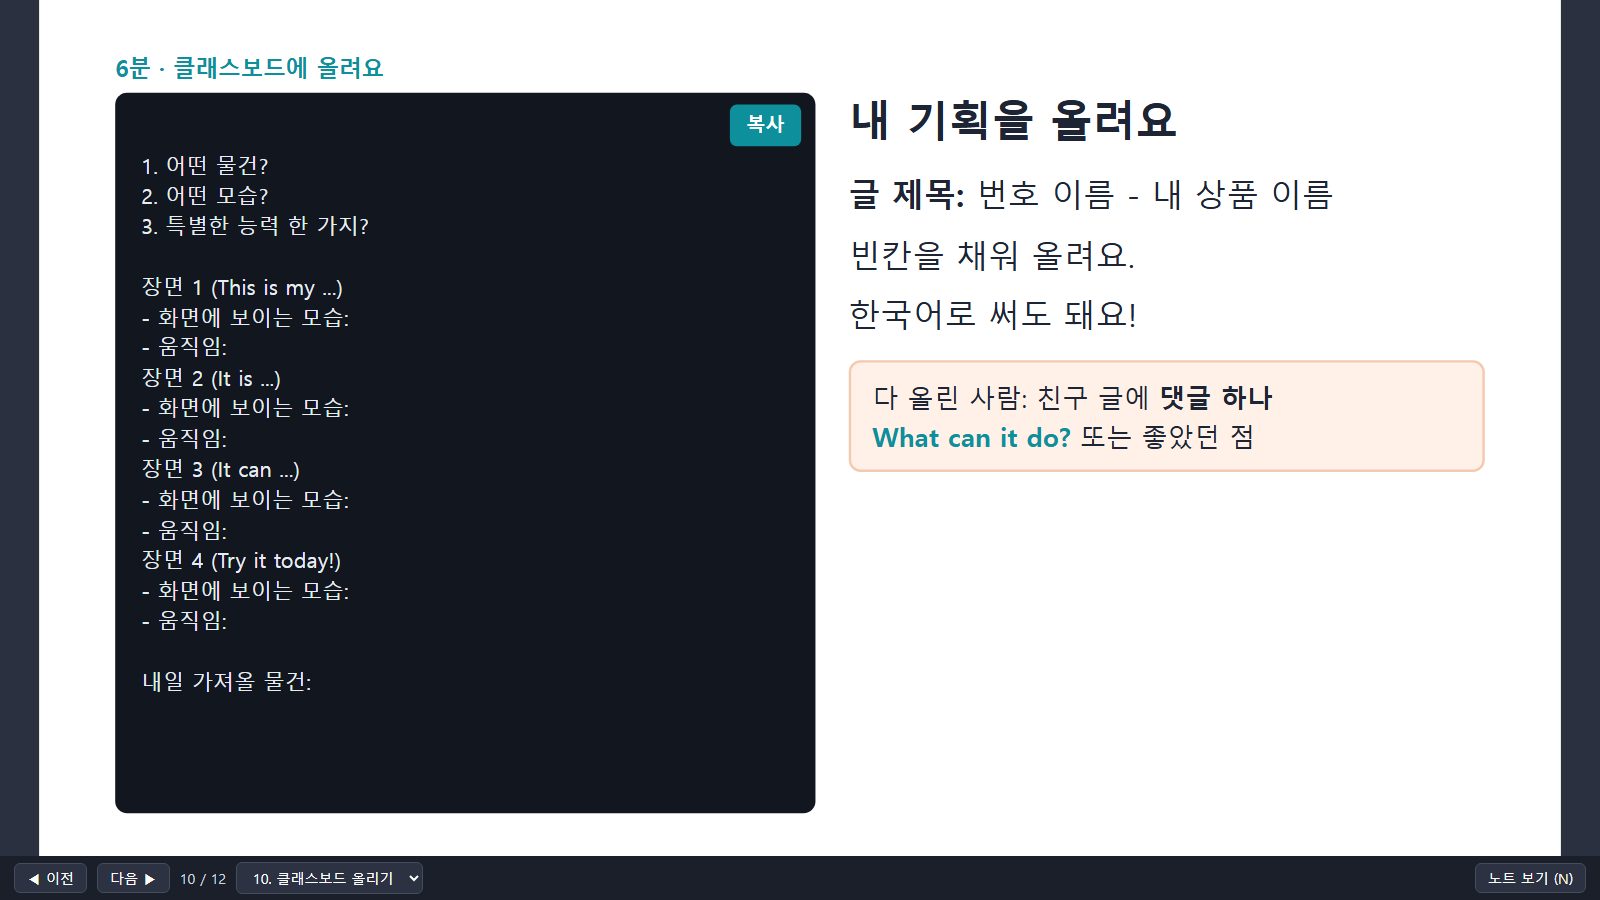 6분 · 클래스보드에 올려요
복사
1. 어떤 물건?
2. 어떤 모습?
3. 특별한 능력 한 가지?
장면 1 (This is my ...)
- 화면에 보이는 모습:
- 움직임:
장면 2 (It is ...)
- 화면에 보이는 모습:
- 움직임:
장면 3 (It can ...)
- 화면에 보이는 모습:
- 움직임:
장면 4 (Try it today!)
- 화면에 보이는 모습:
- 움직임:
내일 가져올 물건:
내 기획을 올려요
글 제목: 번호 이름 - 내 상품 이름
빈칸을 채워 올려요.
한국어로 써도 돼요!
다 올린 사람: 친구 글에 댓글 하나
What can it do? 또는 좋았던 점
◀ 이전
다음 ▶
10 / 12
10. 클래스보드 올리기
노트 보기 (N)